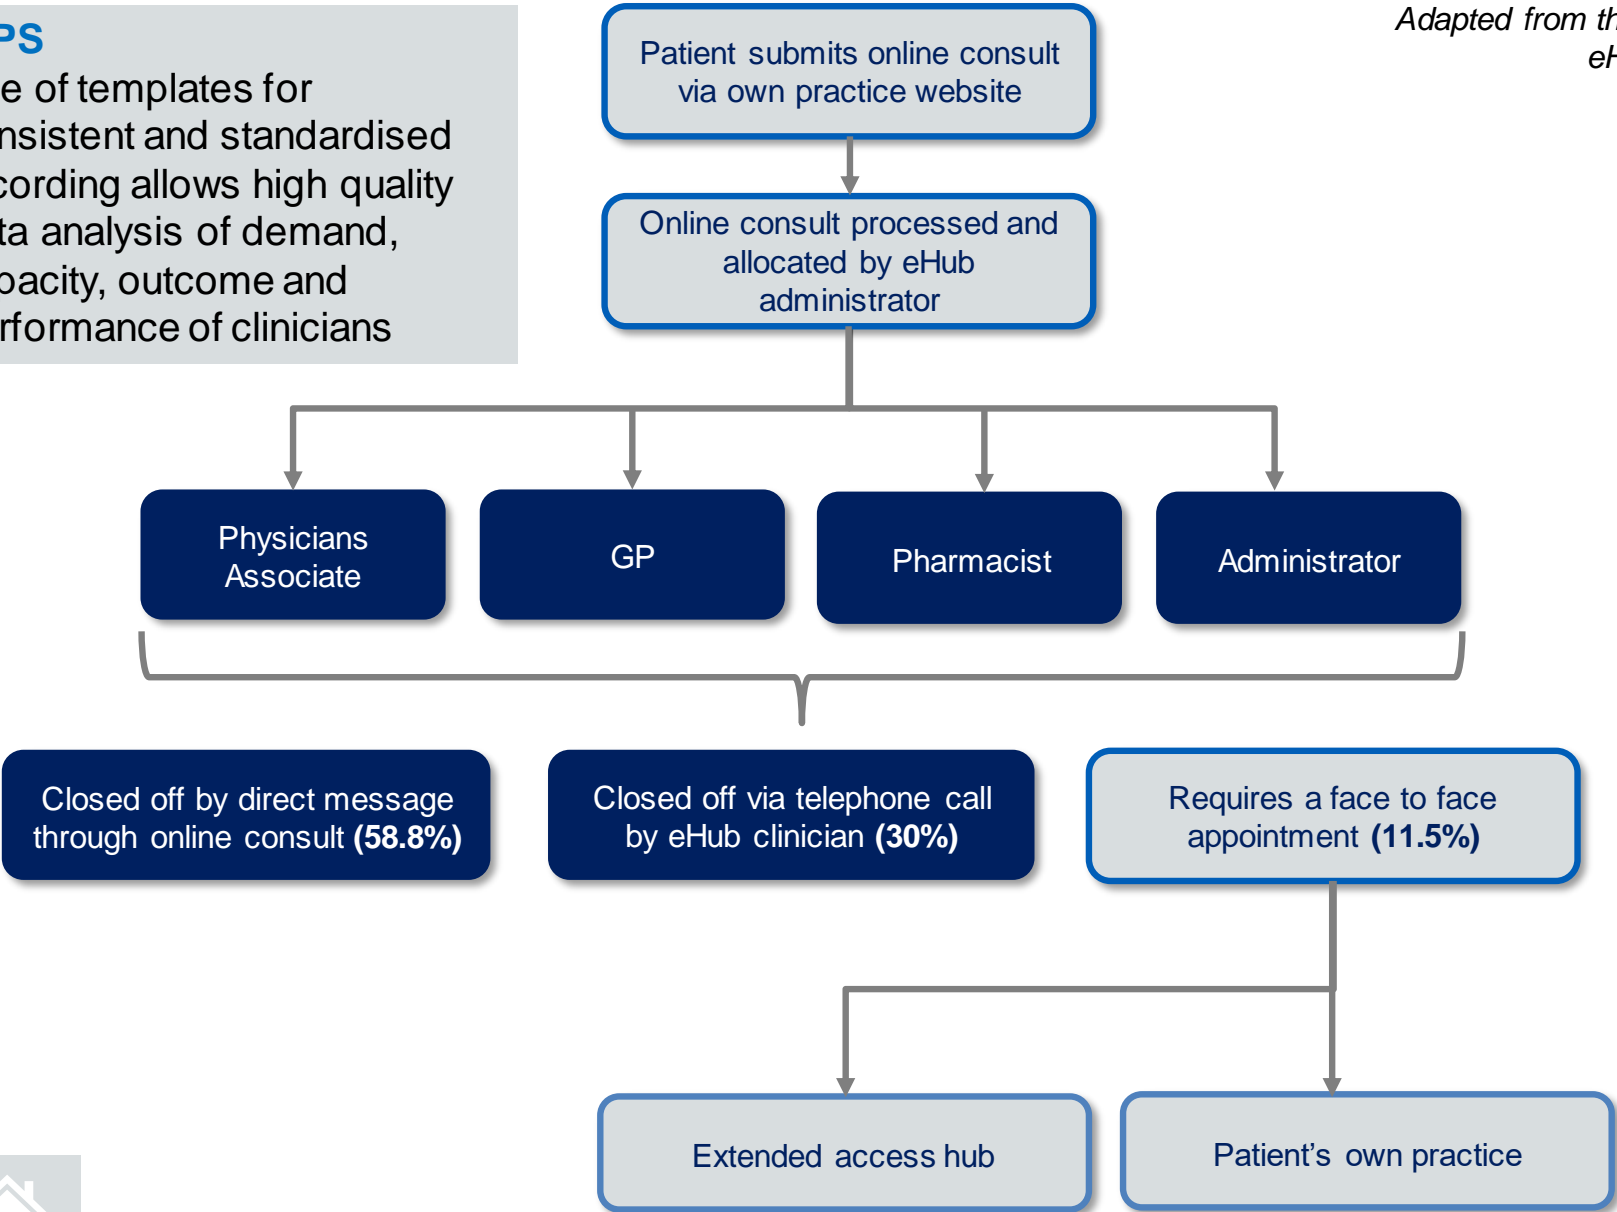 PS
e of templates for
nsistent and standardised
cording allows high quality
ta analysis of demand,
pacity, outcome and
rformance of clinicians
Adapted from th
eH
Patient submits online consult
via own practice website
Online consult processed and
allocated by eHub
administrator
Physicians
Associate
GP
Pharmacist
Administrator
Closed off by direct message
through online consult (58.8%)
Closed off via telephone call
by eHub clinician (30%)
Requires a face to face
appointment (11.5%)
Extended access hub
Patient's own practice